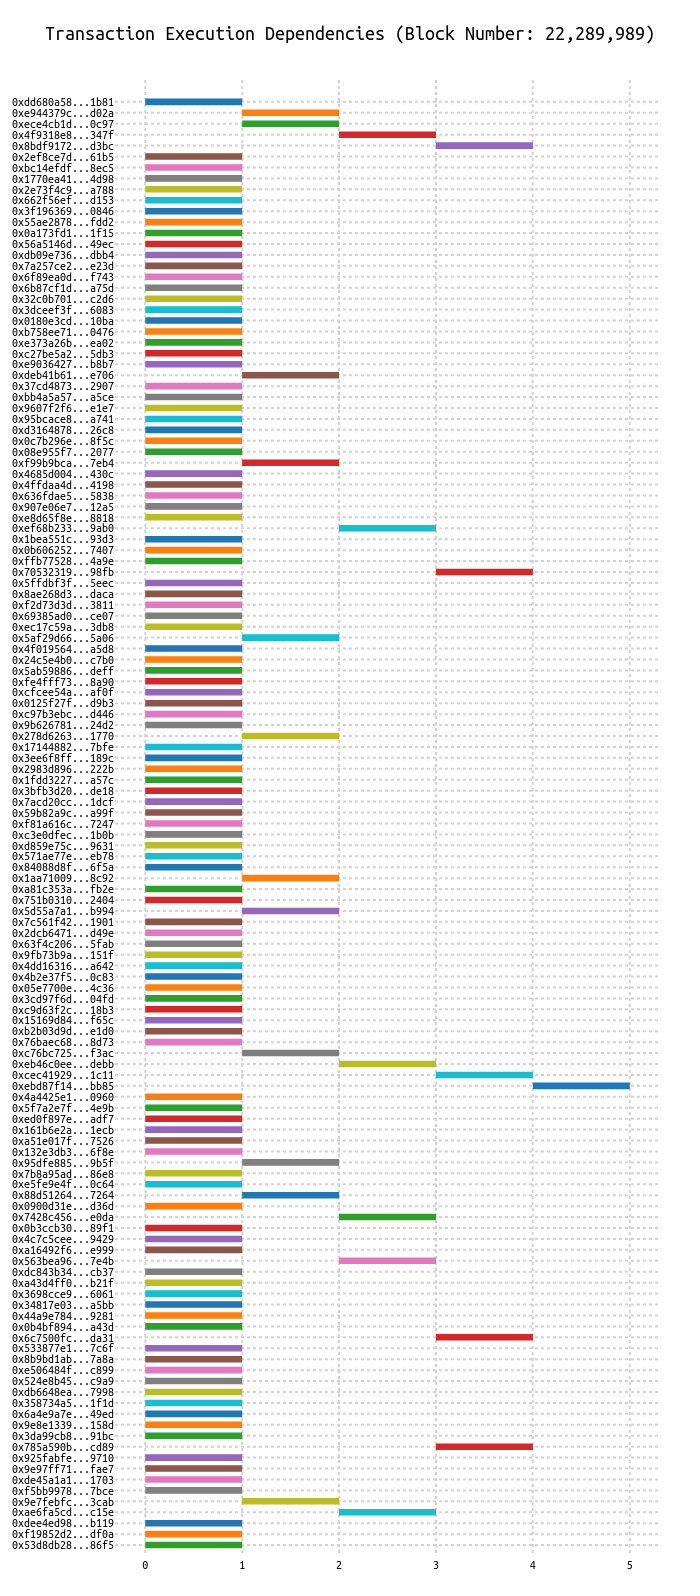 Transaction Execution Dependencies (Block Number: 22,289,989)
0xdd680a58...1b81
0xe944379c...d02a
0xece4cb1d...0c97
0x4f9318e8...347f
0x8bdf9172...d3bc
0x2ef8ce7d...61b5
0xbc14efdf...8ec5
0x1770ea41...4d98
0x2e73f4c9...a788
0x662f56ef...d153
0x3f196369...0846
0x55ae2878...fdd2
0x0a173fd1...1f15
0x56a5146d...49ec
0xdb09e736...dbb4
0x7a257ce2...e23d
0x6f89ea0d...f743
0x6b87cf1d...a75d
0x32c0b701...c2d6
0x3dceef3f...6083
0x0180e3cd...10ba
0xb758ee71...0476
0xe373a26b...ea02
0xc27be5a2...5db3
0xe9036427...b8b7
0xdeb41b61...e706
0x37cd4873...2907
0xbb4a5a57...a5ce
0x9607f2f6...e1e7
0x95bcace8...a741
0xd3164878...26c8
0x0c7b296e...8f5c
0x08e955f7...2077
0xf99b9bca...7eb4
0x4685d004...430c
0x4ffdaa4d...4198
0x636fdae5...5838
0x907e06e7...12a5
0xe8d65f8e...8818
0xef68b233...9ab0
0x1bea551c...93d3
0x0b606252...7407
0xffb77528...4a9e
0x70532319...98fb
0x5ffdbf3f...5eec
0x8ae268d3...daca
0xf2d73d3d...3811
0x69385ad0...ce07
0xec17c59a...3db8
0x5af29d66...5a06
0x4f019564...a5d8
0x24c5e4b0...c7b0
0x5ab59886...deff
0xfe4fff73...8a90
0xcfcee54a...af0f
0x0125f27f...d9b3
0xc97b3ebc...d446
0x9b626781...24d2
0x278d6263...1770
0x17144882...7bfe
0x3ee6f8ff...189c
0x2983d896...222b
0x1fdd3227...a57c
0x3bfb3d20...de18
0x7acd20cc...1dcf
0x59b82a9c...a99f
0xf81a616c...7247
0xc3e0dfec...1b0b
0xd859e75c...9631
0x571ae77e...eb78
0x84088d8f...6f5a
0x1aa71009...8c92
0xa81c353a...fb2e
0x751b0310...2404
0x5d55a7a1...b994
0x7c561f42...1901
0x2dcb6471...d49e
0x63f4c206...5fab
0x9fb73b9a...151f
0x4dd16316...a642
0x4b2e37f5...0c83
0x05e7700e...4c36
0x3cd97f6d...04fd
0xc9d63f2c...18b3
0x15169d84...f65c
0xb2b03d9d...e1d0
0x76baec68...8d73
0xc76bc725...f3ac
0xeb46c0ee...debb
0xcec41929...1c11
0xebd87f14...bb85
0x4a4425e1...0960
0x5f7a2e7f...4e9b
0xed0f897e...adf7
0x161b6e2a...1ecb
0xa51e017f...7526
0x132e3db3...6f8e
0x95dfe885...9b5f
0x7b8a95ad...86e8
0xe5fe9e4f...0c64
0x88d51264...7264
0x0900d31e...d36d
0x7428c456...e0da
0x0b3ccb30...89f1
0x4c7c5cee...9429
0xa16492f6...e999
0x563bea96...7e4b
0xdc843b34...cb37
0xa43d4ff0...b21f
0x3698cce9...6061
0x34817e03...a5bb
0x44a9e784...9281
0x0b4bf894...a43d
0x6c7500fc...da31
0x533877e1...7c6f
0x8b9bd1ab...7a8a
0xe506484f...c899
0x524e8b45...c9a9
0xdb6648ea...7998
0x358734a5...1f1d
0x6a4e9a7e...49ed
0x9e8e1339...158d
0x3da99cb8...91bc
0x785a590b...cd89
0x925fabfe...9710
0x9e97ff71...fae7
0xde45a1a1...1703
0xf5bb9978...7bce
0x9e7febfc...3cab
0xae6fa5cd...c15e
0xdee4ed98...b119
0xf19852d2...df0a
0x53d8db28...86f5
0 1 2 3 4 5